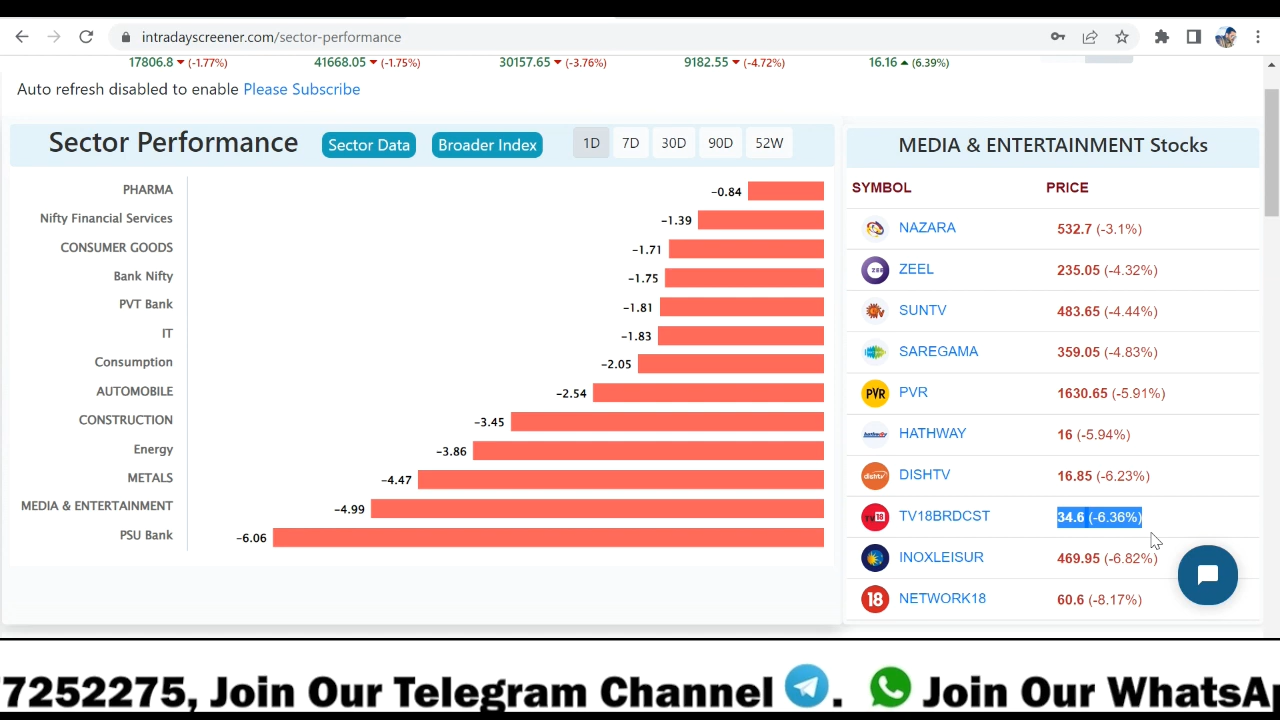 intradayscreener.com/sector-performance
17806.8 (-1.77%) 41668.05 (-1.75%) 30157.65 (-3.76%) 9182.55 (-4.72%) 16.16 (6.39%)
Auto refresh disabled to enable Please Subscribe
Sector Performance Sector Data Broader Index 1D 7D 30D 90D 52W
PHARMA -0.84
Nifty Financial Services -1.39
CONSUMER GOODS -1.71
Bank Nifty -1.75
PVT Bank -1.81
IT -1.83
Consumption -2.05
AUTOMOBILE -2.54
CONSTRUCTION -3.45
Energy -3.86
METALS -4.47
MEDIA & ENTERTAINMENT -4.99
PSU Bank -6.06
MEDIA & ENTERTAINMENT Stocks
SYMBOL PRICE
NAZARA 532.7 (-3.1%)
ZEEL 235.05 (-4.32%)
SUNTV 483.65 (-4.44%)
SAREGAMA 359.05 (-4.83%)
PVR PVR 1630.65 (-5.91%)
HATHWAY 16 (-5.94%)
dishtv DISHTV 16.85 (-6.23%)
TV18 TV18BRDCST 34.6 (-6.36%)
INOXLEISUR 469.95 (-6.82%)
18 NETWORK18 60.6 (-8.17%)
7252275, Join Our Telegram Channel . Join Our WhatsA